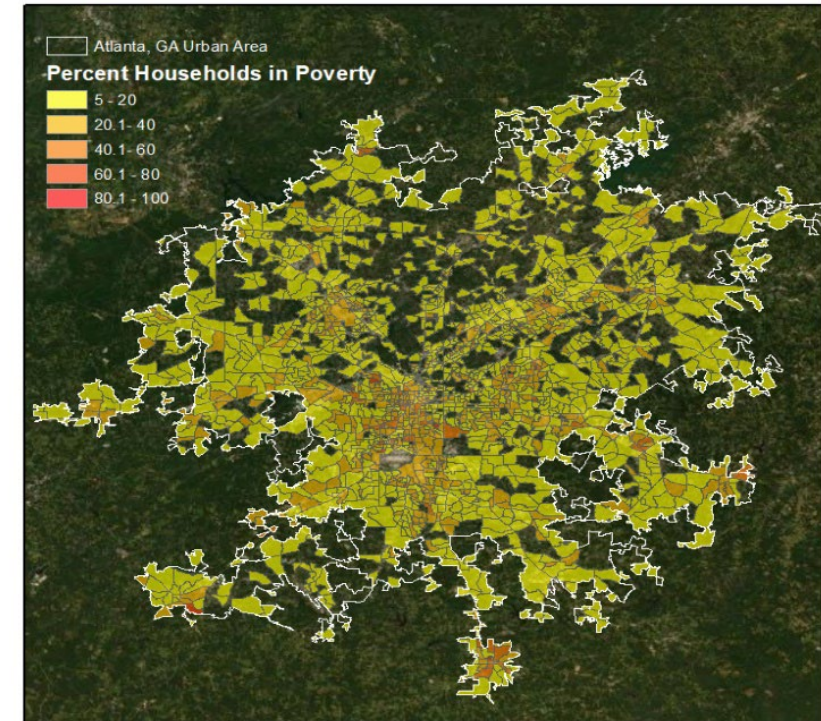 Atlanta, GA Urban Area
Percent Households in Poverty
5 - 20
20.1- 40
40.1- 60
60.1 - 80
80.1 - 100